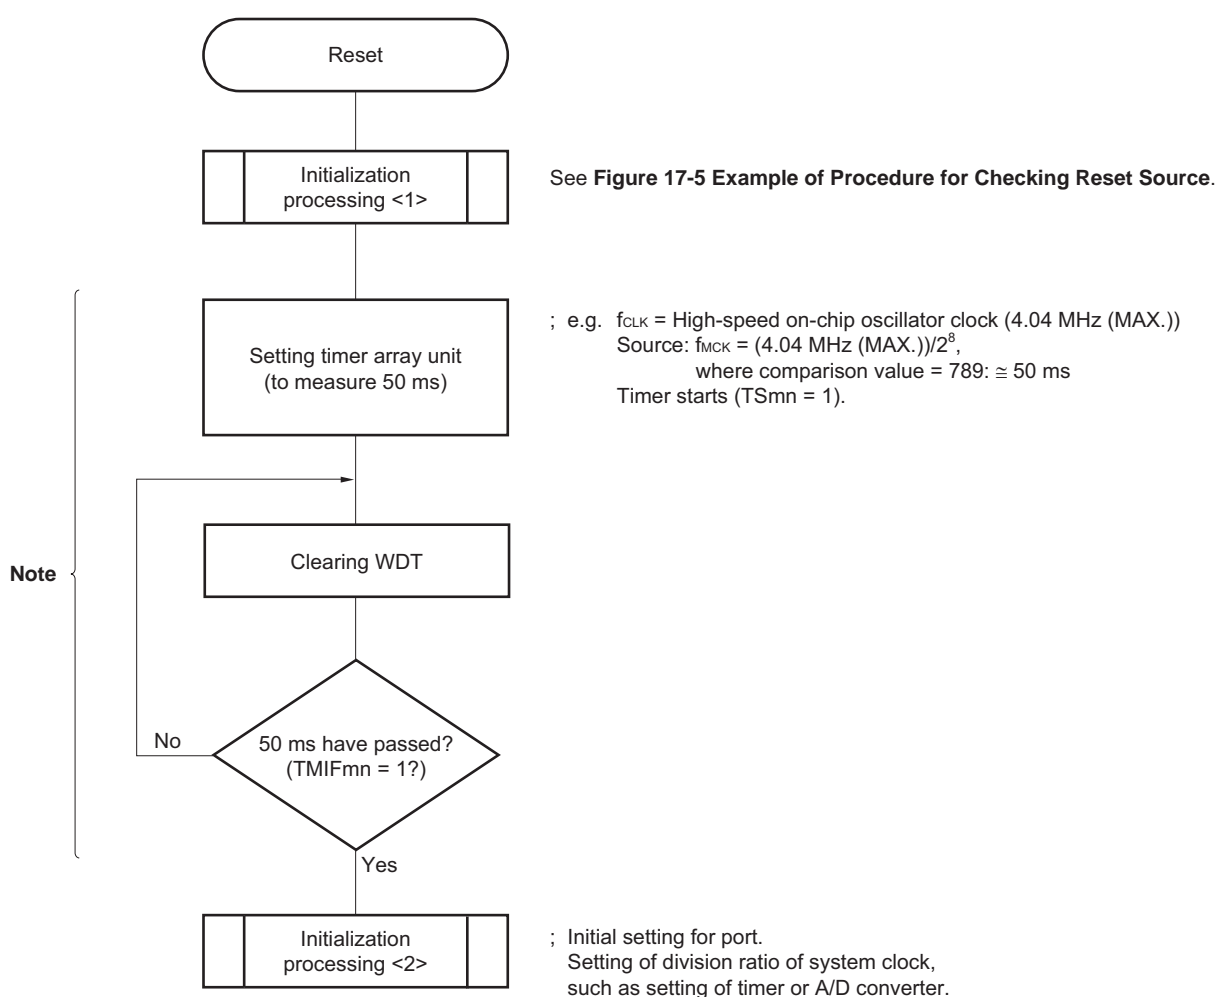 Reset
Initialization
processing <1>
See Figure 17-5 Example of Procedure for Checking Reset Source.
Setting timer array unit
(to measure 50 ms)
; e.g. fCLK = High-speed on-chip oscillator clock (4.04 MHz (MAX.))
Source: fMCK = (4.04 MHz (MAX.))/2⁸,
where comparison value = 789: ≅ 50 ms
Timer starts (TSmn = 1).
Note
Clearing WDT
No
50 ms have passed?
(TMIFmn = 1?)
Yes
Initialization
processing <2>
; Initial setting for port.
Setting of division ratio of system clock,
such as setting of timer or A/D converter.